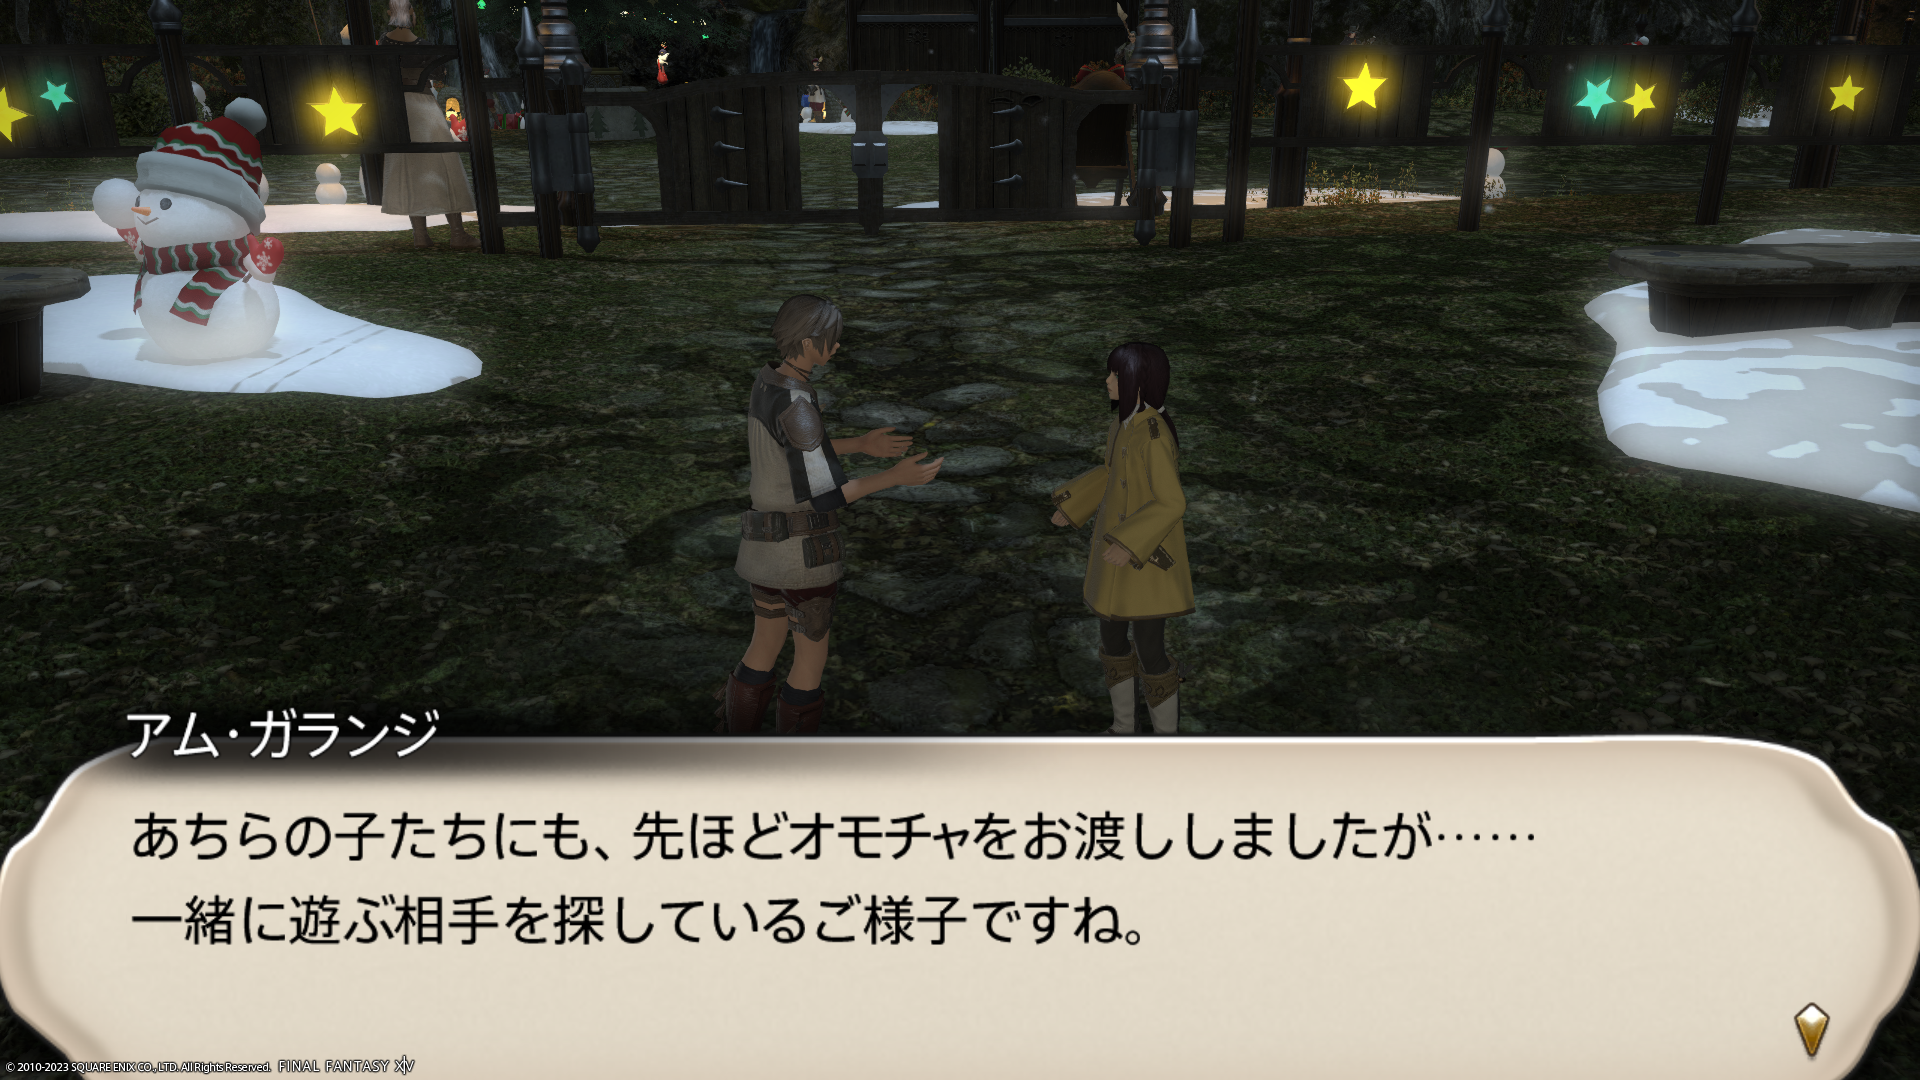 アム・ガランジ
あちらの子たちにも、先ほどオモチャをお渡ししましたが……
一緒に遊ぶ相手を探しているご様子ですね。
© 2010-2023 SQUARE ENIX CO., LTD. All Rights Reserved. FINAL FANTASY XIV